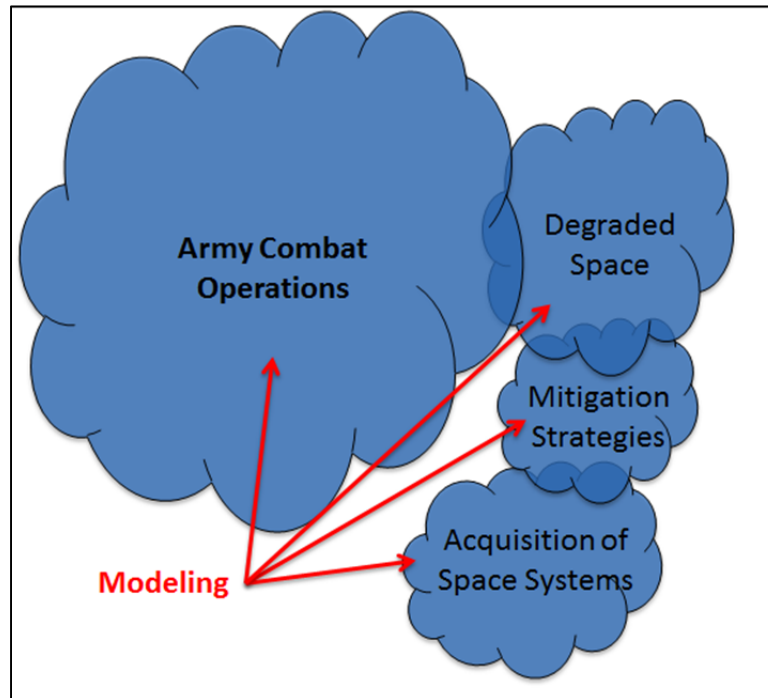 Army Combat
Operations
Degraded
Space
Mitigation
Strategies
Acquisition of
Space Systems
Modeling